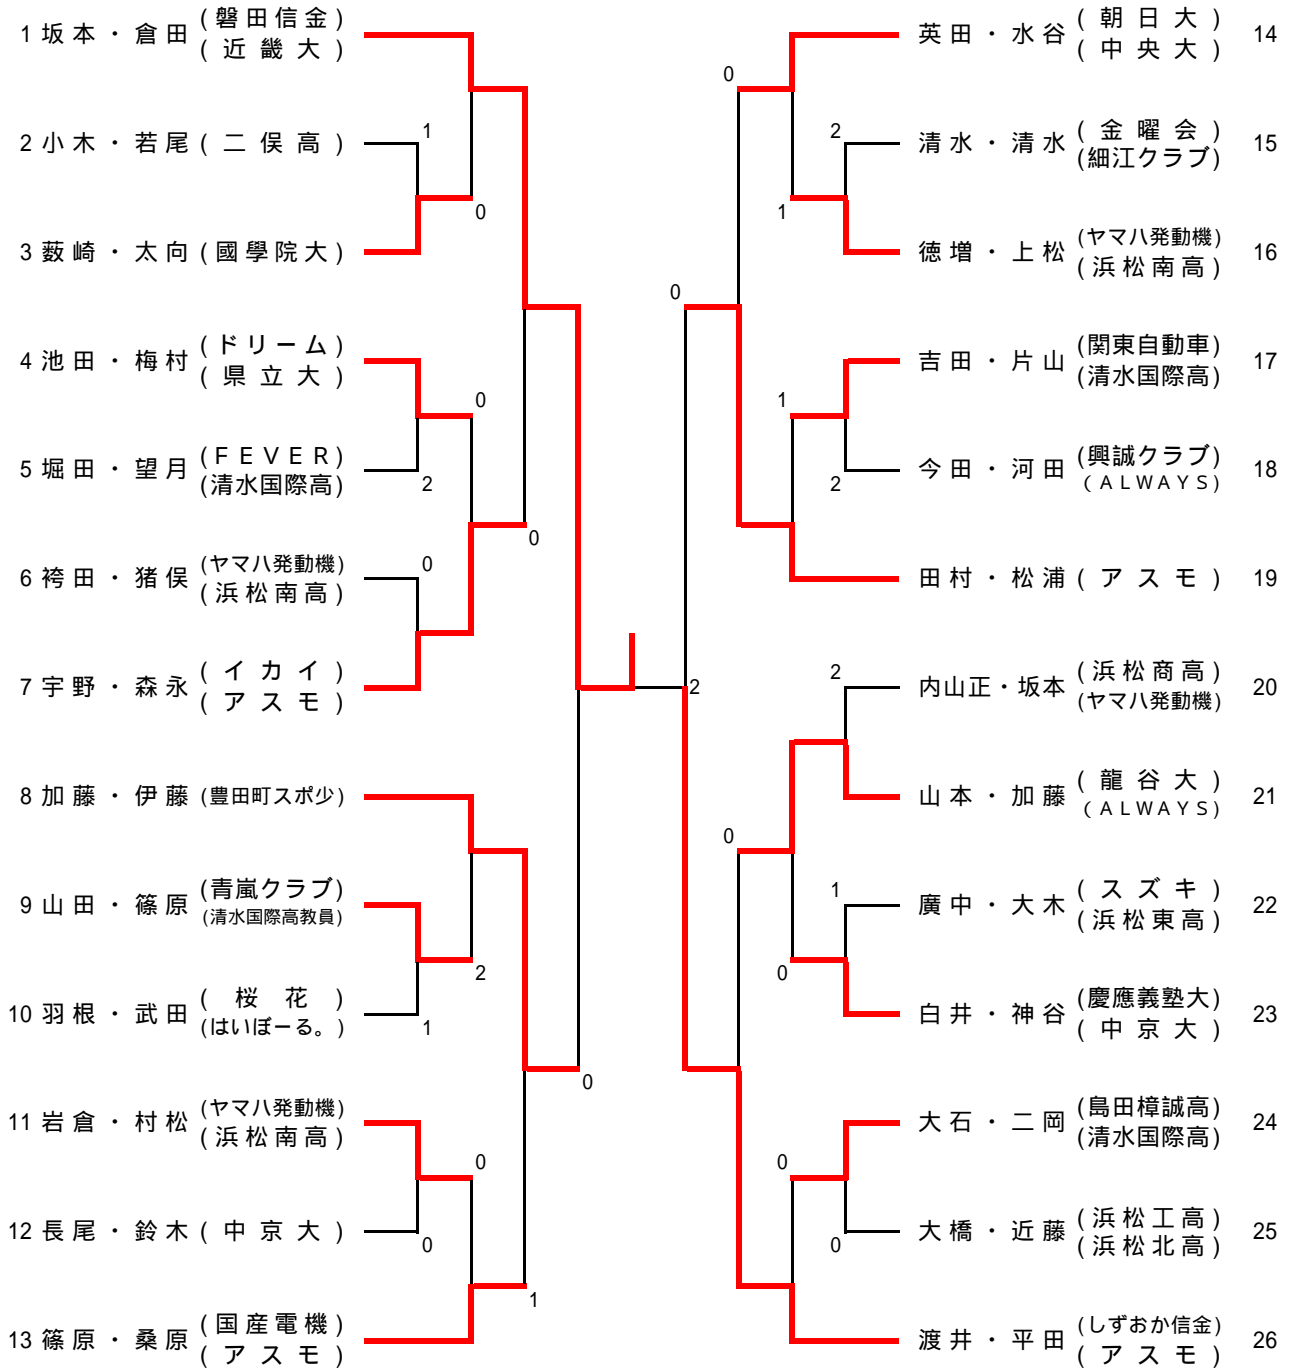 1 坂本・倉田 (磐田信金)
(近畿大)
1
2 小木・若尾 (二俣高)
0
3 薮崎・太向 (國學院大)
4 池田・梅村 (ドリーム)
(県立大)
0
5 堀田・望月 (FEVER)
(清水国際高)
2
0
6 袴田・猪俣 (ヤマハ発動機)
(浜松南高)
0
7 宇野・森永 (イカイ)
(アスモ)
8 加藤・伊藤 (豊田町スポ少)
9 山田・篠原 (青嵐クラブ)
(清水国際高教員)
2
10 羽根・武田 (桜花)
(はいぼーる。)
1
0
11 岩倉・村松 (ヤマハ発動機)
(浜松南高)
0
12 長尾・鈴木 (中京大)
0
1
13 篠原・桑原 (国産電機)
(アスモ)
2
英田・水谷 (朝日大) 14
(中央大)
0
2
清水・清水 (金曜会) 15
(細江クラブ)
1
徳増・上松 (ヤマハ発動機) 16
(浜松南高)
0
吉田・片山 (関東自動車) 17
(清水国際高)
1
今田・河田 (興誠クラブ) 18
(ALWAYS)
2
田村・松浦 (アスモ) 19
2
内山正・坂本 (浜松商高) 20
(ヤマハ発動機)
山本・加藤 (龍谷大) 21
(ALWAYS)
0
1
廣中・大木 (スズキ) 22
(浜松東高)
0
白井・神谷 (慶應義塾大) 23
(中京大)
大石・二岡 (島田樟誠高) 24
(清水国際高)
0
大橋・近藤 (浜松工高) 25
(浜松北高)
0
渡井・平田 (しずおか信金) 26
(アスモ)